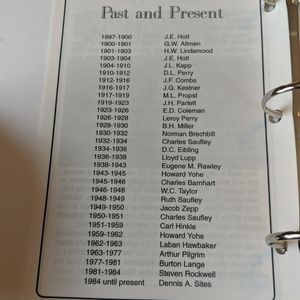 Past and Present
1897-1900 J.E. Hott
1900-1901 G.W. Allmen
1901-1903 H.W. Lindamood
1903-1904 J.E. Hott
1904-1910 J.L. Kapp
1910-1912 D.L. Perry
1912-1916 J.F. Combs
1916-1917 J.G. Kestner
1917-1919 M.L. Propst
1919-1923 J.H. Parlett
1923-1926 E.D. Coleman
1926-1928 Leroy Perry
1928-1930 B.H. Miller
1930-1932 Norman Brechbill
1932-1934 Charles Saufley
1934-1936 D.C. Eibling
1936-1938 Lloyd Lupp
1938-1943 Eugene M. Rawley
1943-1945 Howard Yohe
1945-1946 Charles Barnhart
1946-1948 W.C. Taylor
1948-1949 Ruth Saufley
1949-1950 Jacob Zepp
1950-1951 Charles Saufley
1951-1959 Carl Hinkle
1959-1962 Howard Yohe
1962-1963 Laban Hawbaker
1963-1977 Arthur Pilgrim
1977-1981 Burton Lange
1981-1984 Steven Rockwell
1984 until present Dennis A. Sites